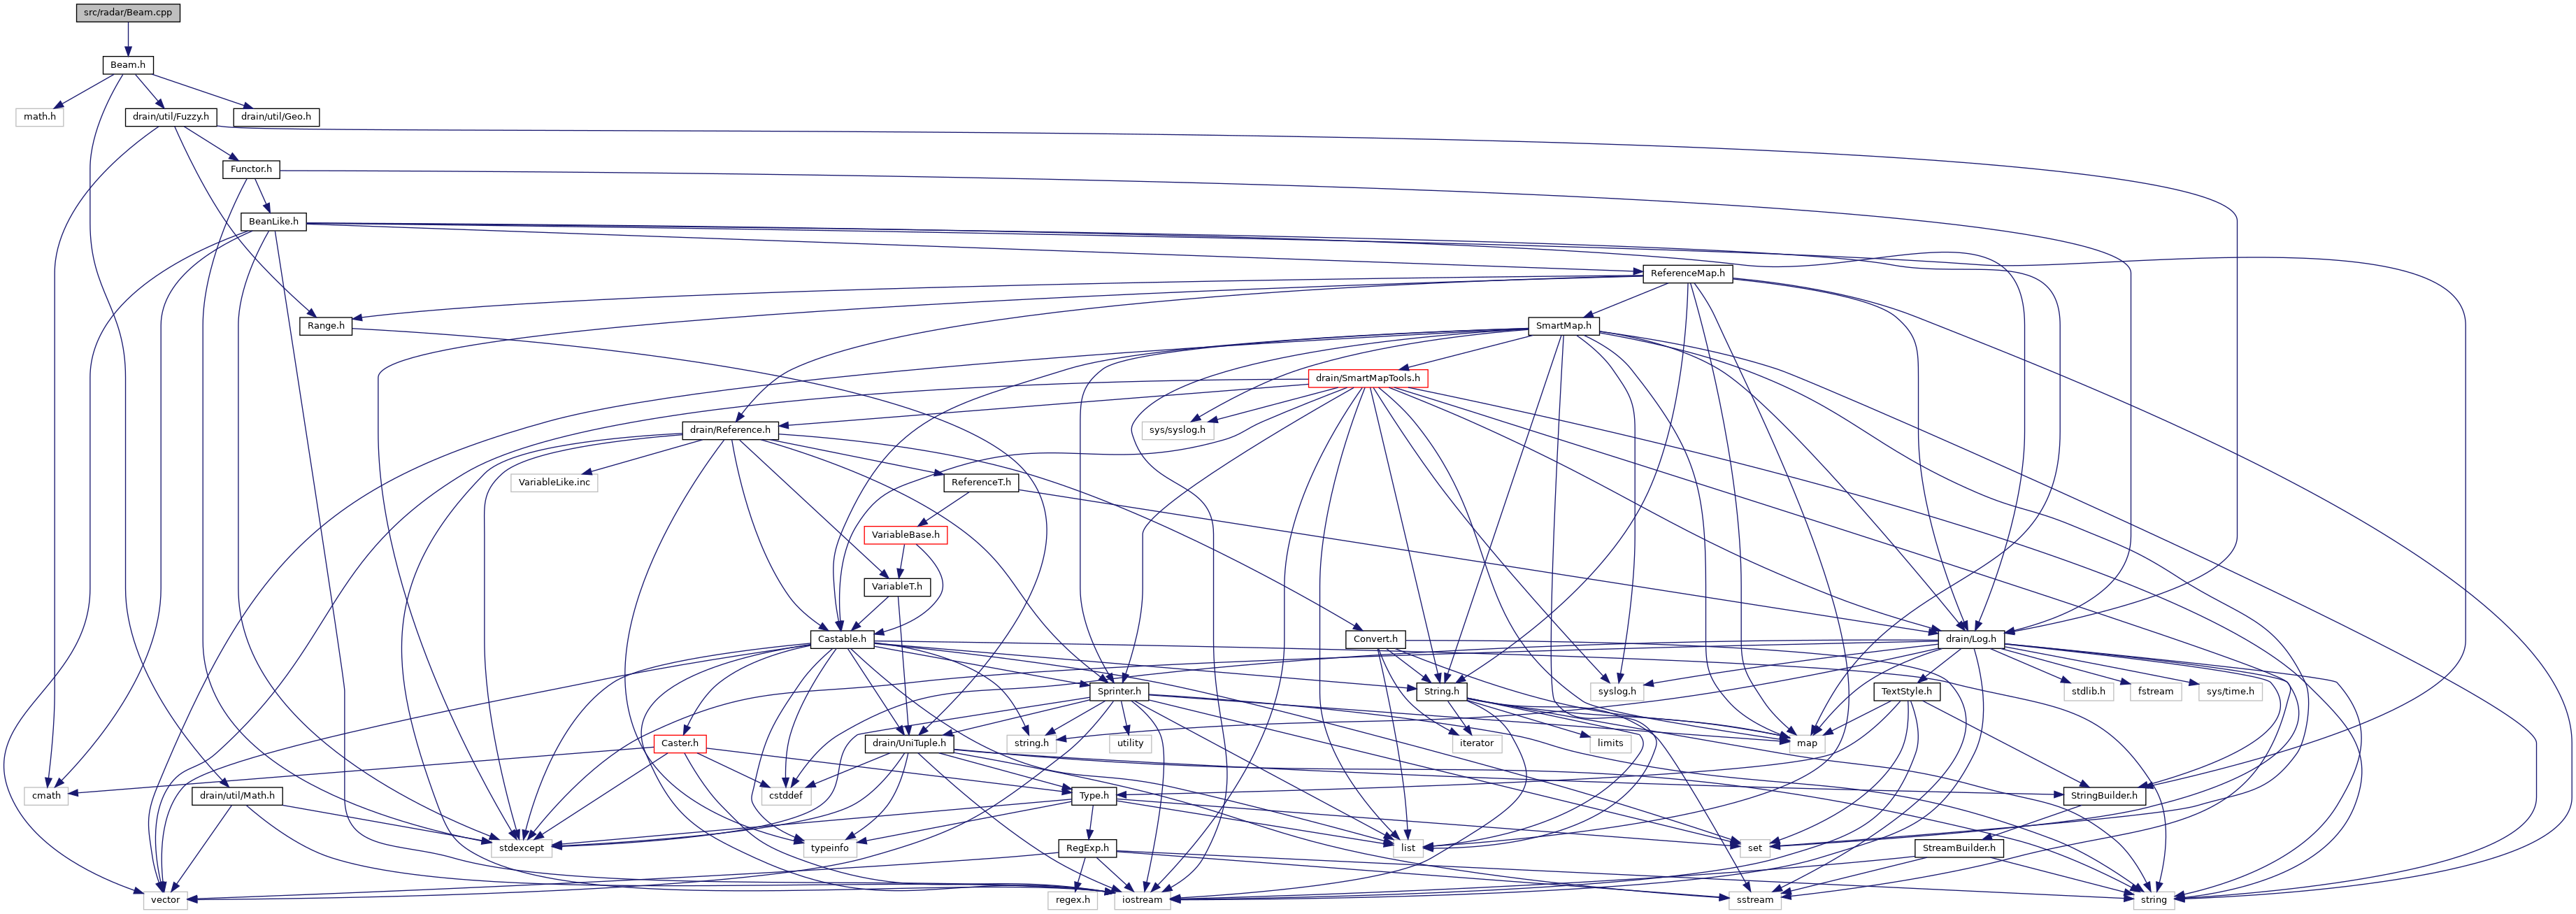 src/radar/Beam.cpp
Beam.h
math.h
drain/util/Fuzzy.h
drain/util/Geo.h
Functor.h
BeanLike.h
ReferenceMap.h
Range.h
SmartMap.h
drain/SmartMapTools.h
drain/Reference.h
sys/syslog.h
VariableLike.inc
ReferenceT.h
VariableBase.h
VariableT.h
Castable.h
Convert.h
drain/Log.h
Sprinter.h
String.h
syslog.h
TextStyle.h
stdlib.h
fstream
sys/time.h
Caster.h
drain/UniTuple.h
string.h
utility
iterator
limits
map
cmath
drain/util/Math.h
cstddef
Type.h
StringBuilder.h
stdexcept
typeinfo
RegExp.h
list
set
StreamBuilder.h
vector
regex.h
iostream
sstream
string